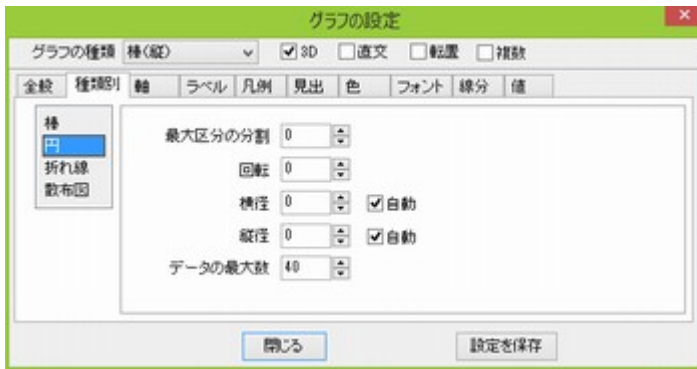 グラフの設定
グラフの種類 棒(縦) 3D 直交 転置 複数
全般 種類別 軸 ラベル 凡例 見出 色 フォント 線分 値
棒
円
折れ線
散布図
最大区分の分割 0
回転 0
横径 0 自動
縦径 0 自動
データの最大数 40
閉じる 設定を保存